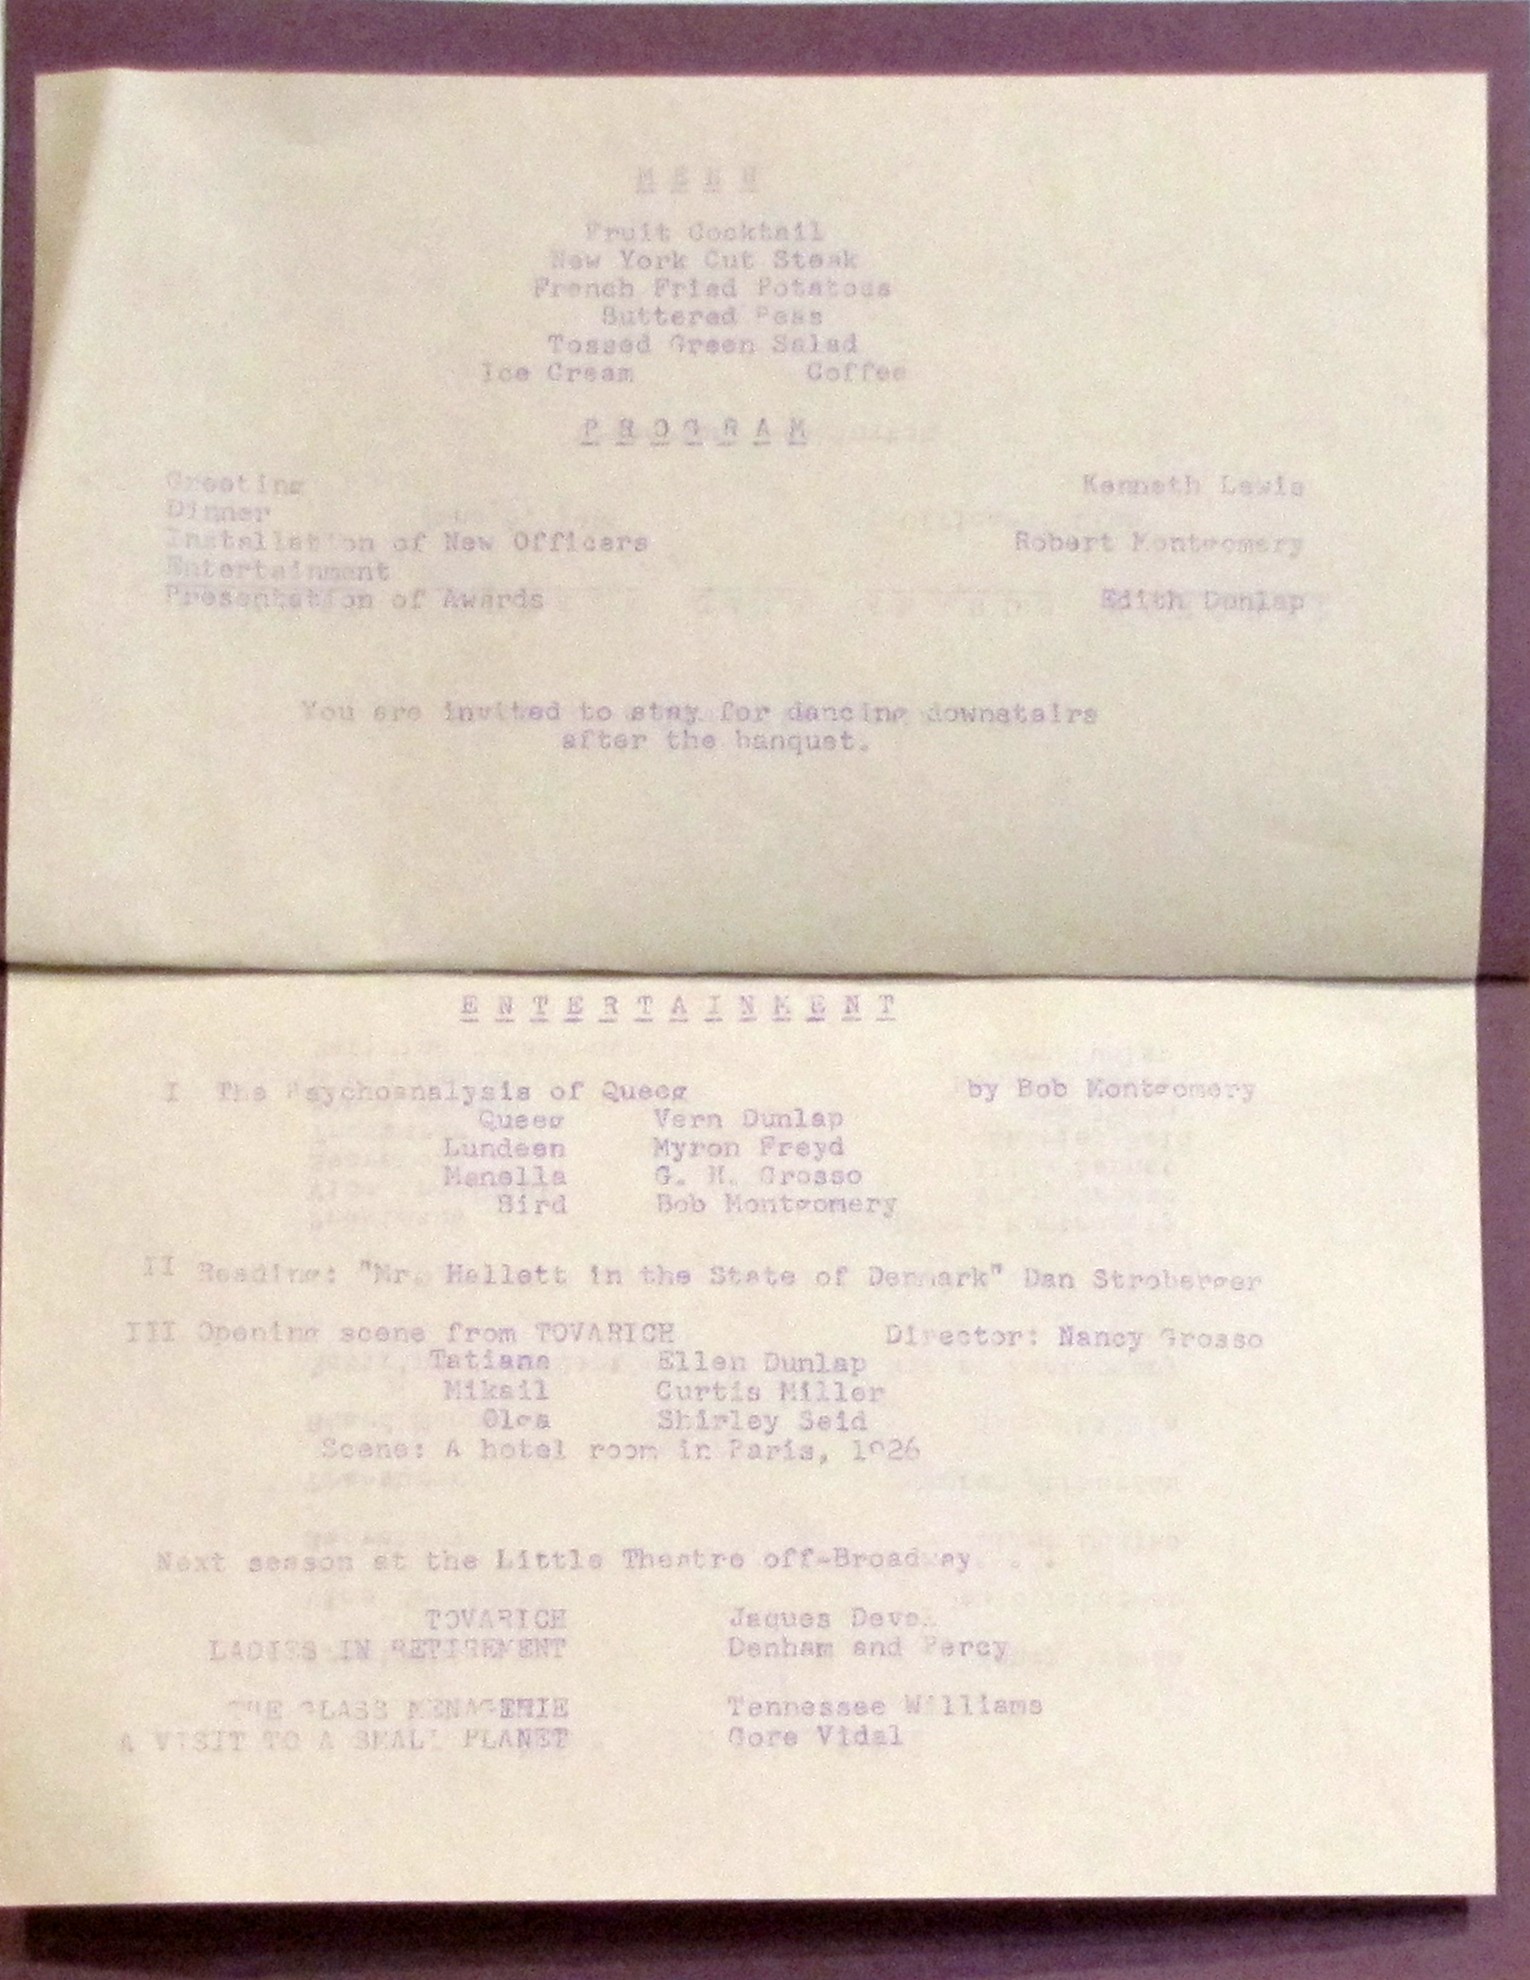 M E N U
Fruit Cocktail
New York Cut Steak
French Fried Potatoes
Buttered Peas
Tossed Green Salad
Ice Cream Coffee
P R O G R A M
Greeting Kenneth Lewis
Dinner
Installation of New Officers Robert Montgomery
Entertainment
Presentation of Awards Edith Dunlap
You are invited to stay for dancing downstairs
after the banquet.
E N T E R T A I N M E N T
I The Psychoanalysis of Queeg by Bob Montgomery
Queeg Vern Dunlap
Lundeen Myron Freyd
Manella G. H. Grosso
Bird Bob Montgomery
II Reading: "Mr. Hallett in the State of Denmark" Dan Stroberger
III Opening scene from TOVARICH Director: Nancy Grosso
Tatiana Ellen Dunlap
Mikail Curtis Miller
Olga Shirley Seid
Scene: A hotel room in Paris, 1926
Next season at the Little Theatre off-Broadway . . .
TOVARICH Jaques
LADIES IN RETIREMENT Denham and Percy
THE GLASS MENAGERIE Tennessee Williams
A VISIT TO A SMALL PLANET Gore Vidal